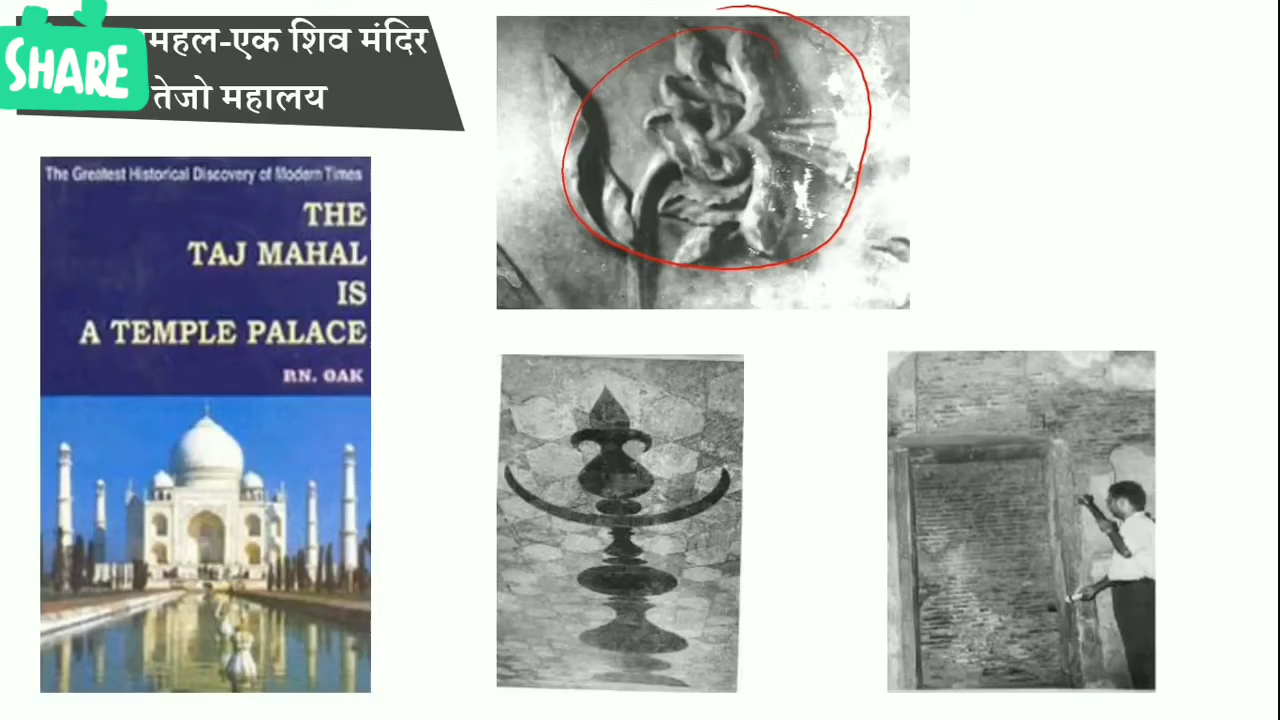 SHARE
महल-एक शिव मंदिर
तेजो महालय
The Greatest Historical Discovery of Modern Times
THE
TAJ MAHAL
IS
A TEMPLE PALACE
P.N. OAK